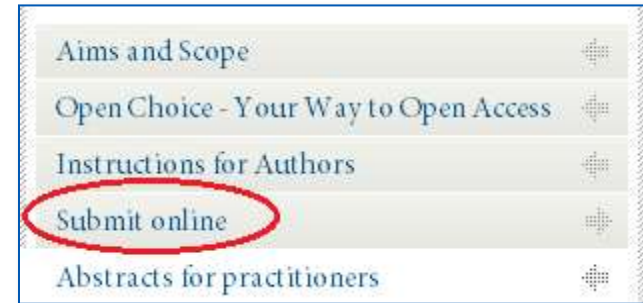 Aims and Scope
Open Choice - Your Way to Open Access
Instructions for Authors
Submit online
Abstracts for practitioners